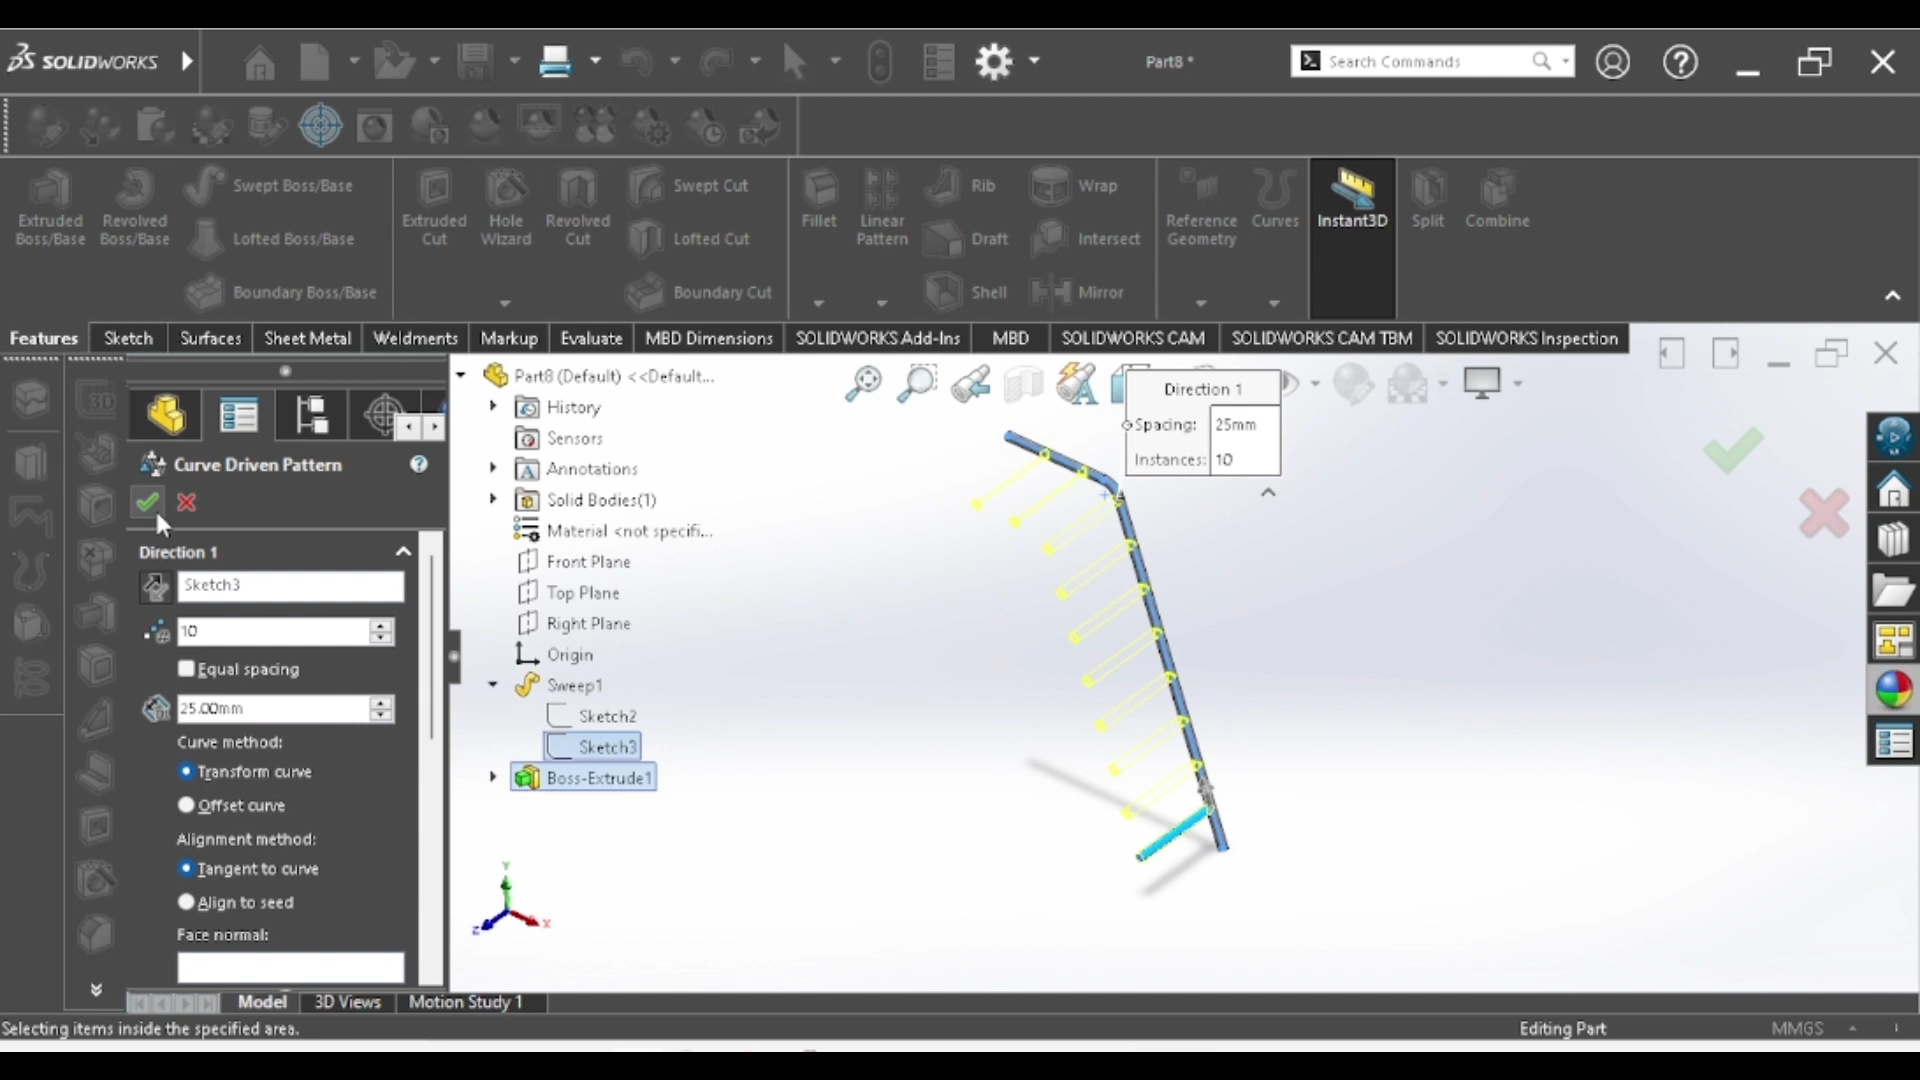 SOLIDWORKS
Part8 *
Search Commands
Extruded Boss/Base
Revolved Boss/Base
Swept Boss/Base
Lofted Boss/Base
Boundary Boss/Base
Extruded Cut
Hole Wizard
Revolved Cut
Swept Cut
Lofted Cut
Boundary Cut
Fillet
Linear Pattern
Rib
Draft
Shell
Wrap
Intersect
Mirror
Reference Geometry
Curves
Instant3D
Split
Combine
Features
Sketch
Surfaces
Sheet Metal
Weldments
Markup
Evaluate
MBD Dimensions
SOLIDWORKS Add-Ins
MBD
SOLIDWORKS CAM
SOLIDWORKS CAM TBM
SOLIDWORKS Inspection
Curve Driven Pattern
Direction 1
Sketch3
10
Equal spacing
25.00mm
Curve method:
Transform curve
Offset curve
Alignment method:
Tangent to curve
Align to seed
Face normal:
Part8 (Default) <<Default...
History
Sensors
Annotations
Solid Bodies(1)
Material <not specifi...
Front Plane
Top Plane
Right Plane
Origin
Sweep1
Sketch2
Sketch3
Boss-Extrude1
Direction 1
Spacing: 25mm
Instances: 10
Y
X
Z
Model
3D Views
Motion Study 1
Selecting items inside the specified area.
Editing Part
MMGS